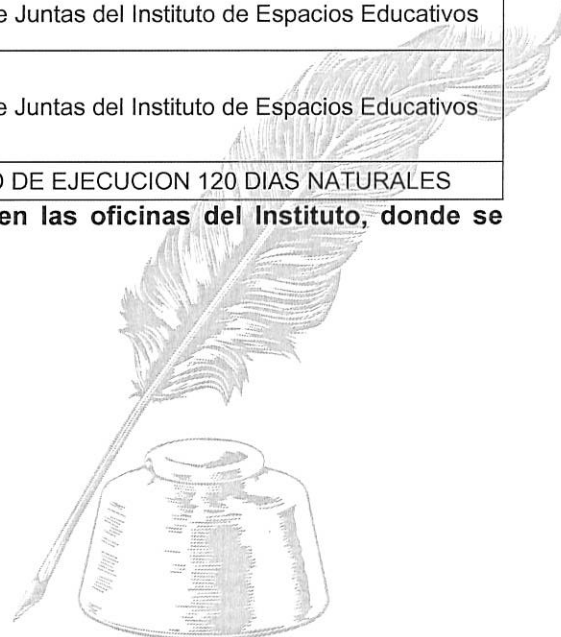 e Juntas del Instituto de Espacios Educativos
e Juntas del Instituto de Espacios Educativos
O DE EJECUCION 120 DIAS NATURALES
en las oficinas del Instituto, donde se